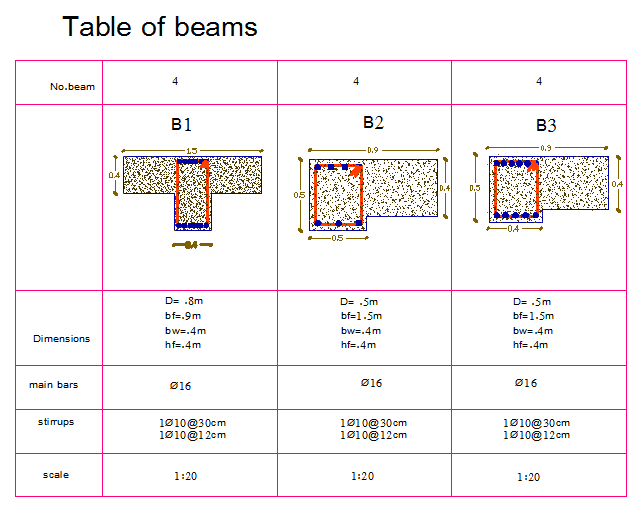 Table of beams
No.beam 4 4 4
B1 B2 B3
1.5 0.9 0.9
0.4 0.5 0.4 0.5 0.4
0.4 0.5 0.4
Dimensions
D= .8m D= .5m D= .5m
bf=.9m bf=1.5m bf=1.5m
bw=.4m bw=.4m bw=.4m
hf=.4m hf=.4m hf=.4m
main bars Ø16 Ø16 Ø16
stirrups 1Ø10@30cm 1Ø10@30cm 1Ø10@30cm
1Ø10@12cm 1Ø10@12cm 1Ø10@12cm
scale 1:20 1:20 1:20